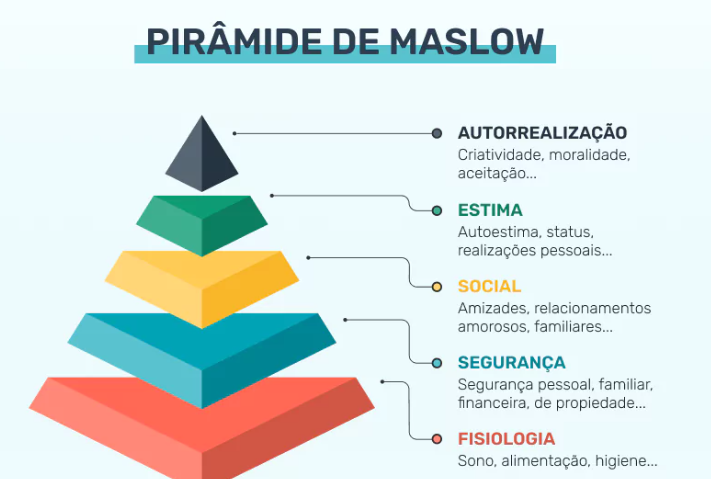 PIRÂMIDE DE MASLOW
AUTORREALIZAÇÃO
Criatividade, moralidade,
aceitação...
ESTIMA
Autoestima, status,
realizações pessoais...
SOCIAL
Amizades, relacionamentos
amorosos, familiares...
SEGURANÇA
Segurança pessoal, familiar,
financeira, de propiedade...
FISIOLOGIA
Sono, alimentação, higiene...